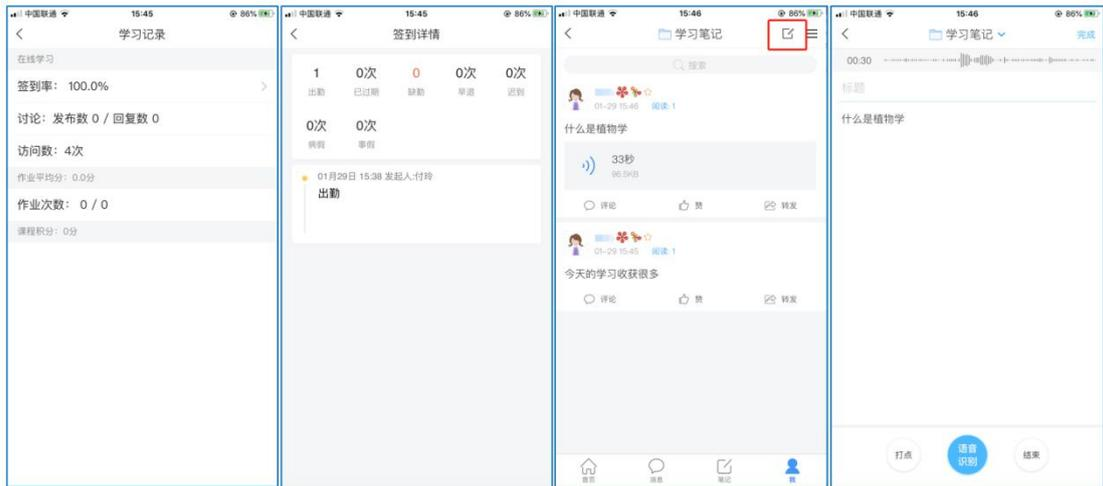 中国联通 15:45 86%
学习记录
在线学习
签到率： 100.0%
讨论：发布数 0 / 回复数 0
访问数：4次
作业平均分：0.0分
作业次数： 0 / 0
课程积分：0分
中国联通 15:45 86%
签到详情
1 0次 0 0次 0次
出勤 已过期 缺勤 早退 迟到
0次 0次
病假 事假
01月29日 15:38 发起人:付玲
出勤
中国联通 15:46 86%
学习笔记
搜索
01-29 15:46 阅读: 1
什么是植物学
33秒
96.5KB
评论 赞 转发
01-29 15:45 阅读: 1
今天的学习收获很多
评论 赞 转发
首页 消息 笔记 我
中国联通 15:46 86%
学习笔记 完成
00:30
标题
什么是植物学
打点 语音 结束
识别